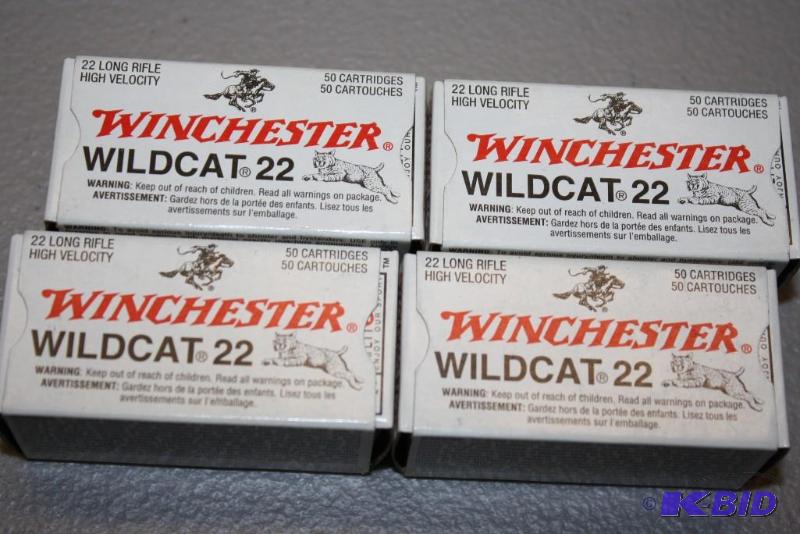 22 LONG RIFLE
HIGH VELOCITY
50 CARTRIDGES
50 CARTOUCHES
WINCHESTER®
WILDCAT® 22
WARNING: Keep out of reach of children. Read all warnings on package.
AVERTISSEMENT: Gardez hors de la portée des enfants. Lisez tous les
avertissements sur l'emballage.
22 LONG RIFLE
HIGH VELOCITY
50 CARTRIDGES
50 CARTOUCHES
WINCHESTER®
WILDCAT® 22
WARNING: Keep out of reach of children. Read all warnings on package.
AVERTISSEMENT: Gardez hors de la portée des enfants. Lisez tous les
avertissements sur l'emballage.
22 LONG RIFLE
HIGH VELOCITY
50 CARTRIDGES
50 CARTOUCHES
WINCHESTER®
WILDCAT® 22
WARNING: Keep out of reach of children. Read all warnings on package.
AVERTISSEMENT: Gardez hors de la portée des enfants. Lisez tous les
avertissements sur l'emballage.
22 LONG RIFLE
HIGH VELOCITY
50 CARTRIDGES
50 CARTOUCHES
WINCHESTER®
WILDCAT® 22
WARNING: Keep out of reach of children. Read all warnings on package.
AVERTISSEMENT: Gardez hors de la portée des enfants. Lisez tous les
avertissements sur l'emballage.
© K-BID